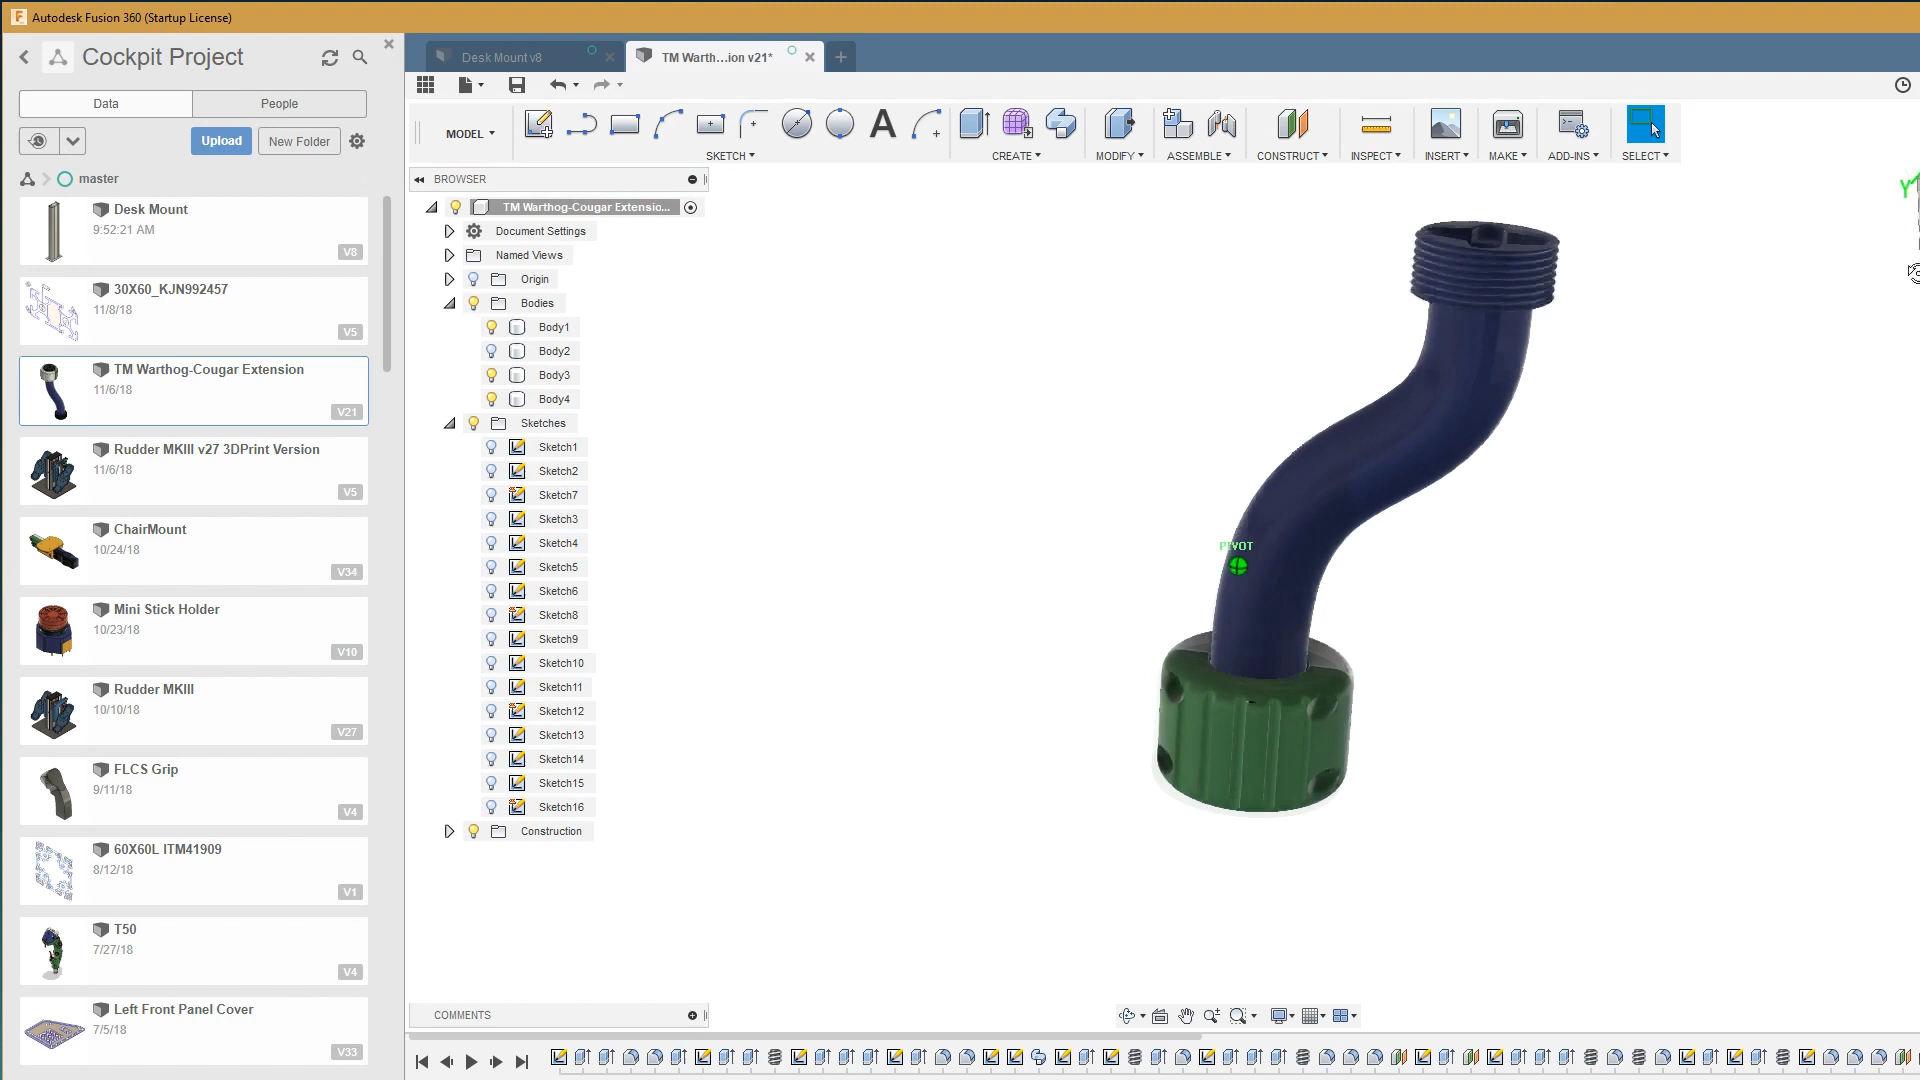 Autodesk Fusion 360 (Startup License)
Cockpit Project
Data
People
Upload
New Folder
master
Desk Mount
9:52:21 AM
V8
30X60_KJN992457
11/8/18
V5
TM Warthog-Cougar Extension
11/6/18
V21
Rudder MKIII v27 3DPrint Version
11/6/18
V5
ChairMount
10/24/18
V34
Mini Stick Holder
10/23/18
V10
Rudder MKIII
10/10/18
V27
FLCS Grip
9/11/18
V4
60X60L ITM41909
8/12/18
V1
T50
7/27/18
V4
Left Front Panel Cover
7/5/18
V33
Desk Mount v8
TM Warth...ion v21*
MODEL
SKETCH
CREATE
MODIFY
ASSEMBLE
CONSTRUCT
INSPECT
INSERT
MAKE
ADD-INS
SELECT
BROWSER
TM Warthog-Cougar Extensio...
Document Settings
Named Views
Origin
Bodies
Body1
Body2
Body3
Body4
Sketches
Sketch1
Sketch2
Sketch7
Sketch3
Sketch4
Sketch5
Sketch6
Sketch8
Sketch9
Sketch10
Sketch11
Sketch12
Sketch13
Sketch14
Sketch15
Sketch16
Construction
PIVOT
Y
COMMENTS